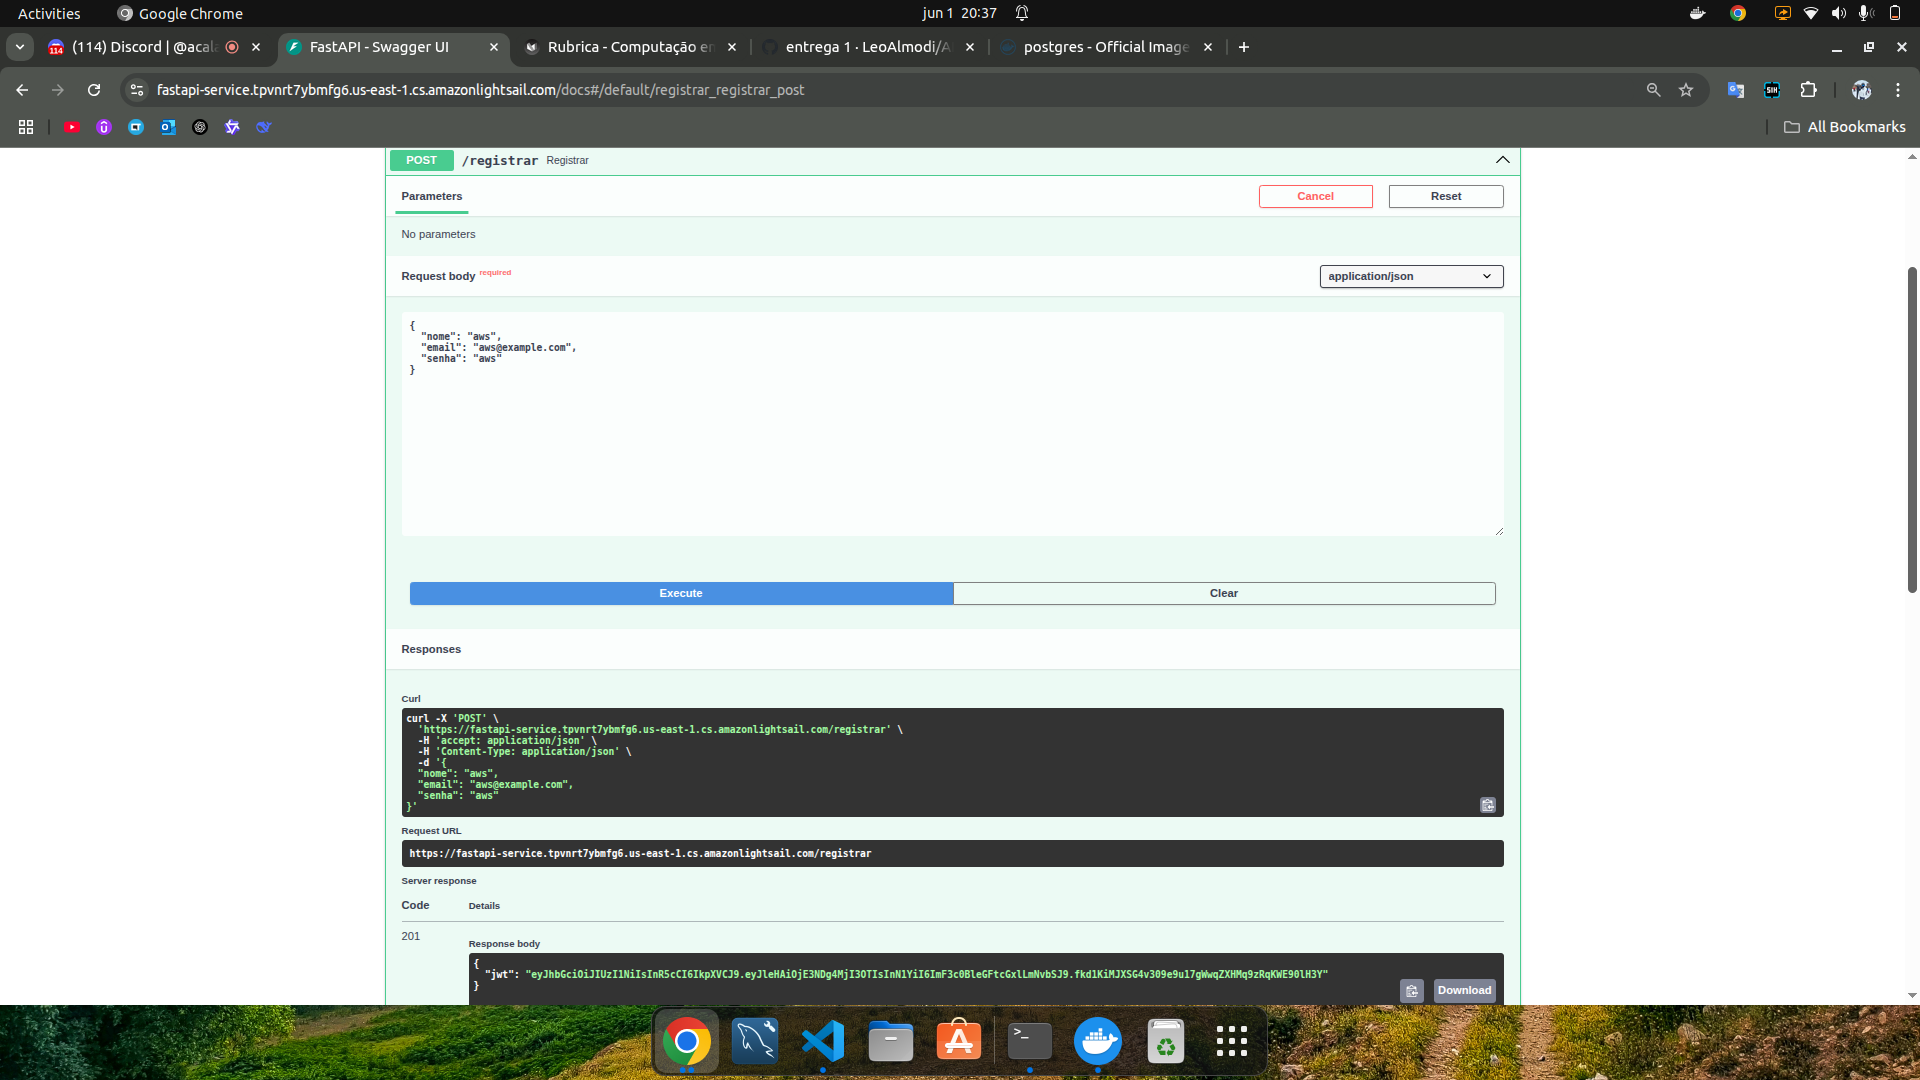 Activities
Google Chrome
jun 1 20:37
(114) Discord | @acala
FastAPI - Swagger UI
Rubrica - Computação en
entrega 1 · LeoAlmodi/A
postgres - Official Image
fastapi-service.tpvnrt7ybmfg6.us-east-1.cs.amazonlightsail.com/docs#/default/registrar_registrar_post
All Bookmarks
POST /registrar Registrar
Parameters
Cancel
Reset
No parameters
Request body required
application/json
{
"nome": "aws",
"email": "aws@example.com",
"senha": "aws"
}
Execute
Clear
Responses
Curl
curl -X 'POST' \
'https://fastapi-service.tpvnrt7ybmfg6.us-east-1.cs.amazonlightsail.com/registrar' \
-H 'accept: application/json' \
-H 'Content-Type: application/json' \
-d '{
"nome": "aws",
"email": "aws@example.com",
"senha": "aws"
}'
Request URL
https://fastapi-service.tpvnrt7ybmfg6.us-east-1.cs.amazonlightsail.com/registrar
Server response
Code Details
201
Response body
{
"jwt": "eyJhbGciOiJIUzI1NiIsInR5cCI6IkpXVCJ9.eyJleHAiOjE3NDg4MjI3OTIsInN1YiI6ImF3c0BleGFtcGxlLmNvbSJ9.fkd1KiMJXSG4v309e9u17gWwqZXHMq9zRqKWE90lH3Y"
}
Download